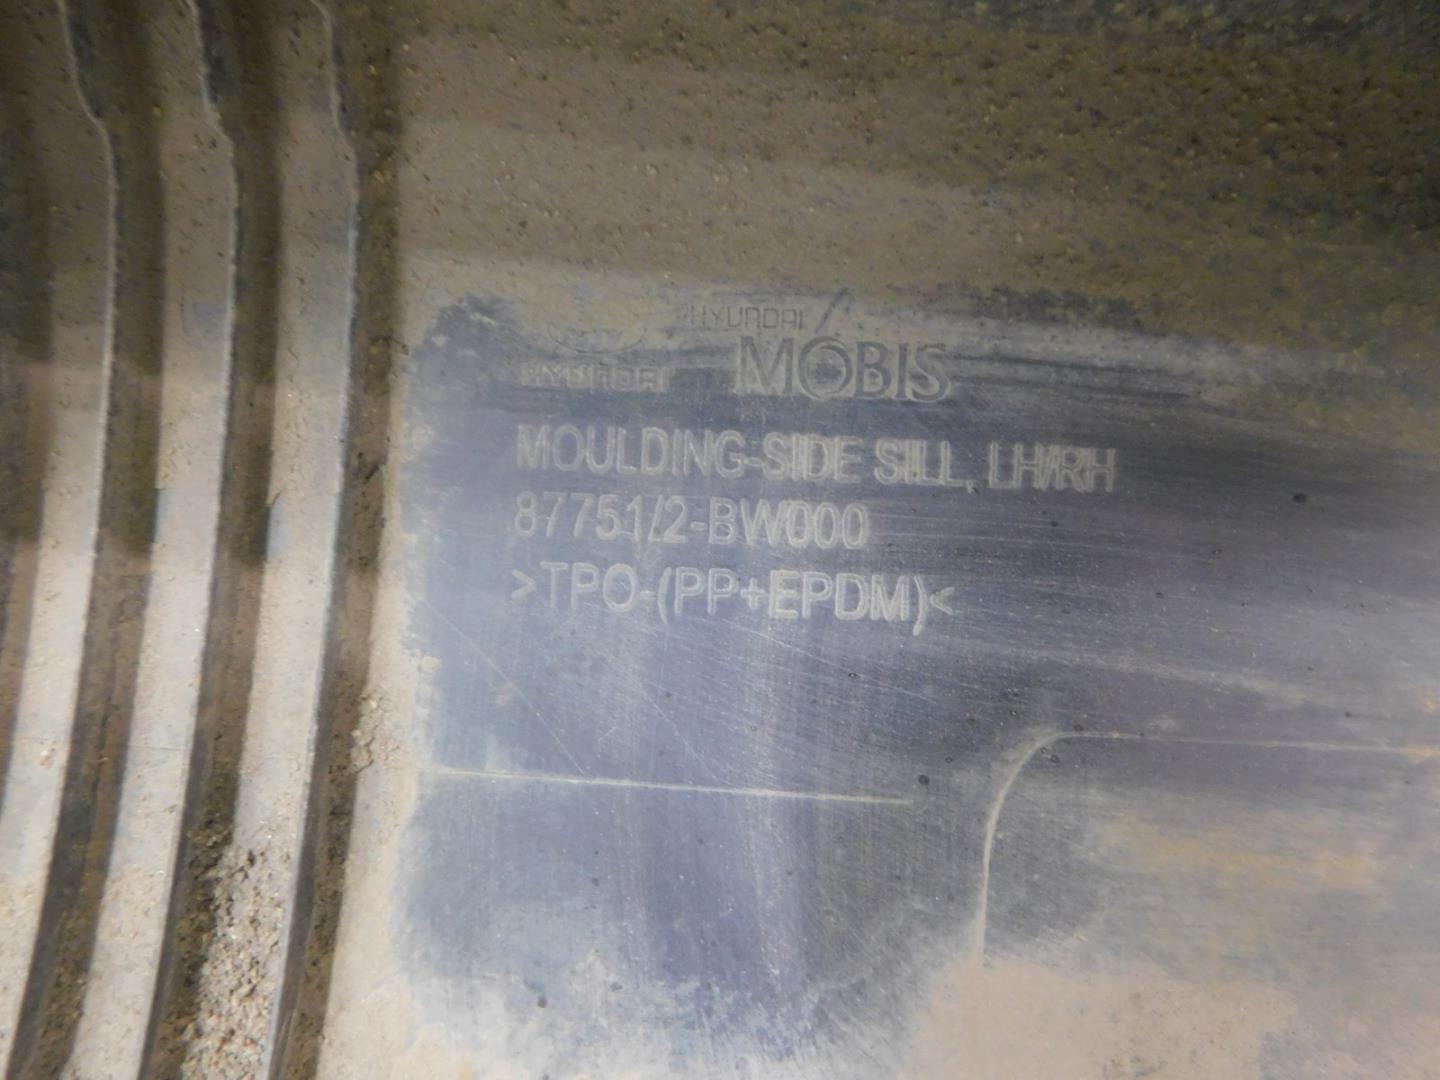 HYUNDAI
HYUNDAI MOBIS
MOULDING-SIDE SILL, LH/RH
87751/2-BW000
>TPO-(PP+EPDM)<